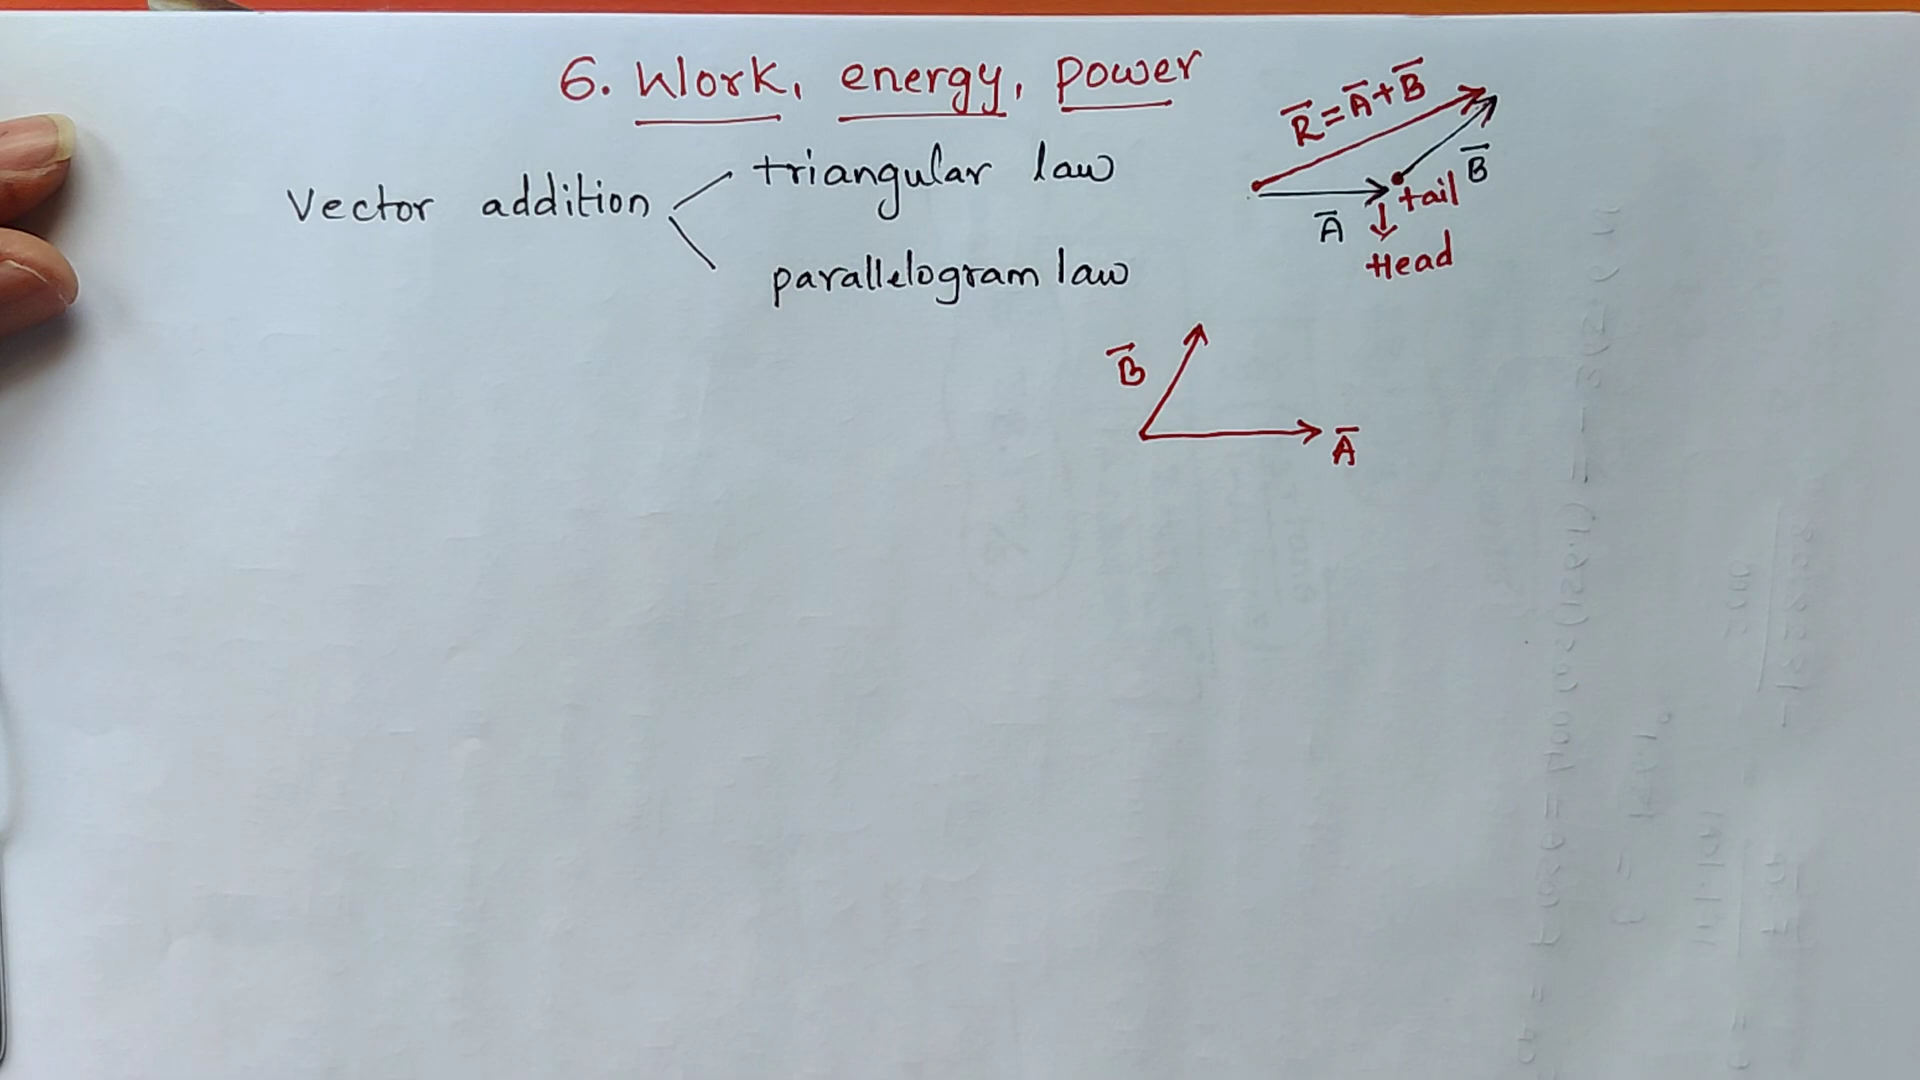 6. Work, energy, power
Vector addition
triangular law
parallelogram law
R̅ = A̅ + B̅
B̅
A̅
tail
Head
B̅
A̅